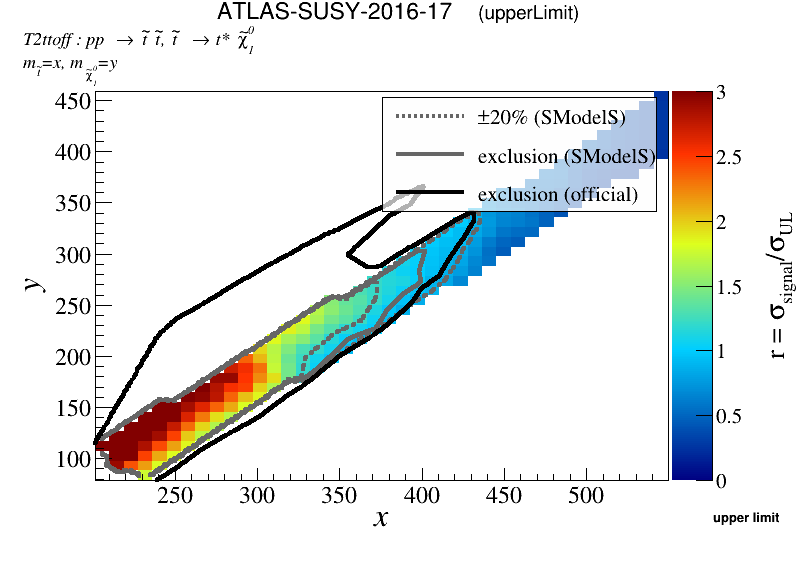 ATLAS-SUSY-2016-17 (upperLimit)
T2ttoff : pp → t̃ t̃, t̃ → t* χ̃₁⁰
m_t̃=x, m_χ̃₁⁰=y
±20% (SModelS)
exclusion (SModelS)
exclusion (official)
450
400
350
300
250
200
150
100
y
250 300 350 400 450 500
x
3
2.5
2
1.5
1
0.5
0
r = σ_signal/σ_UL
upper limit